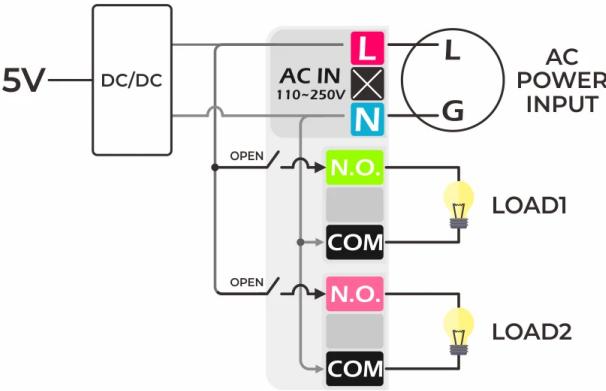 5V
DC/DC
AC IN
110~250V
L
N
L
G
AC
POWER
INPUT
OPEN
N.O.
COM
LOAD1
OPEN
N.O.
COM
LOAD2